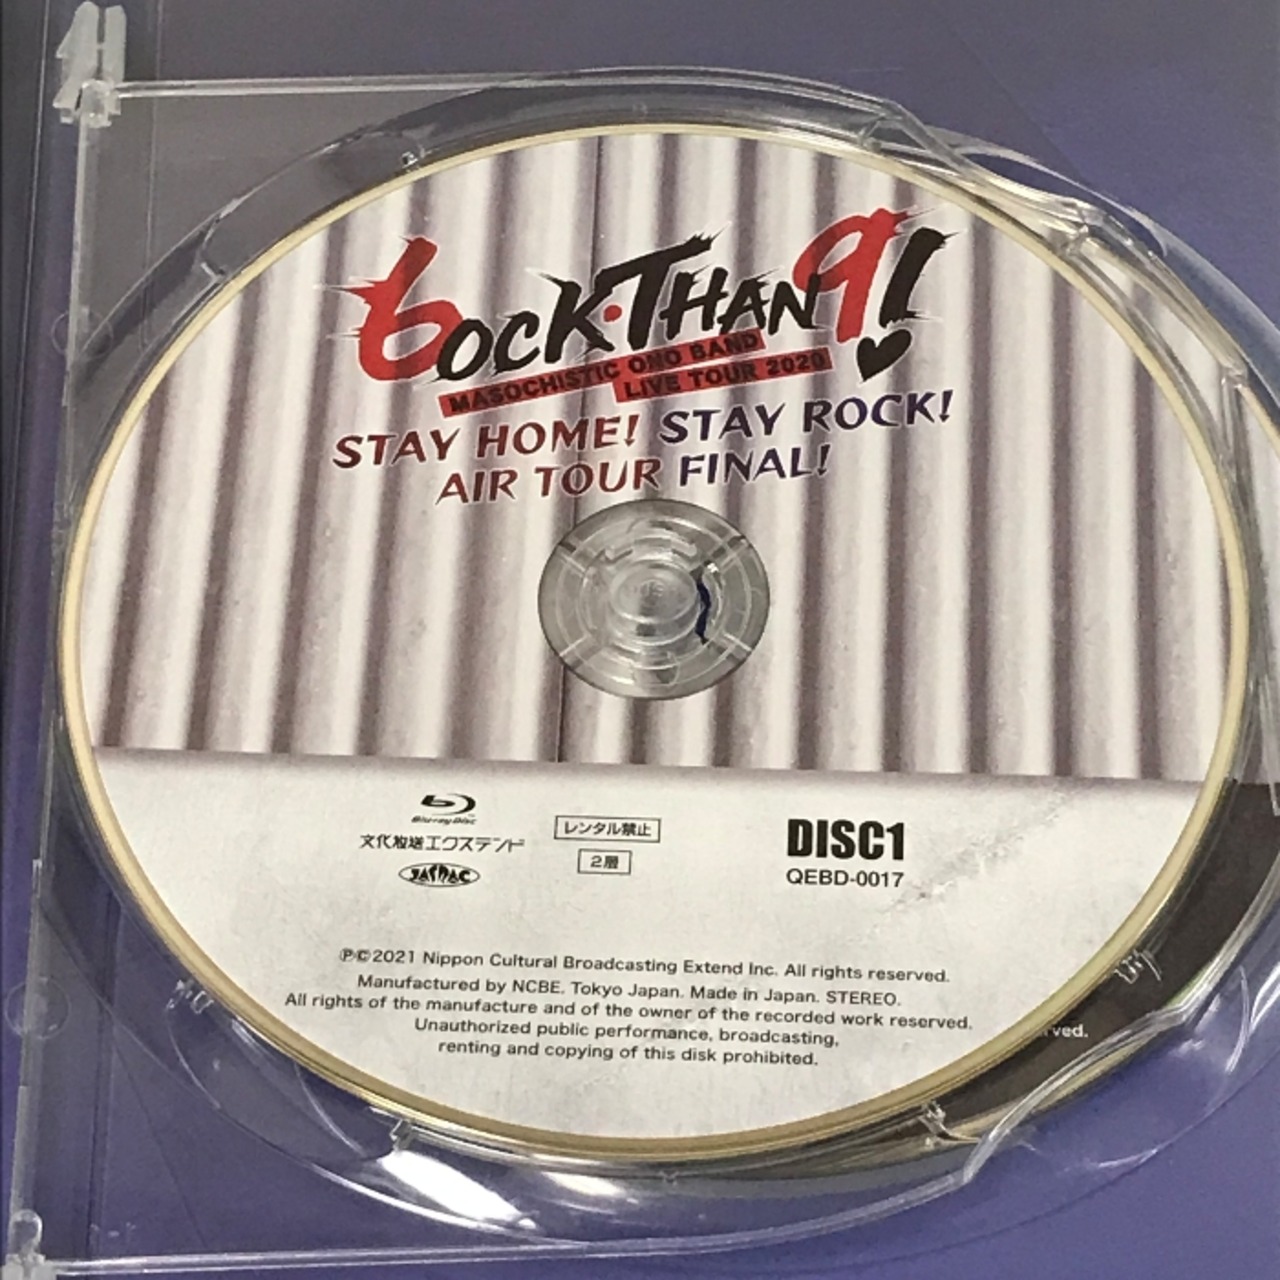 6ock・Than9!
MASOCHISTIC ONO BAND
LIVE TOUR 2020
STAY HOME! STAY ROCK!
AIR TOUR FINAL!
Blu-ray Disc
文化放送エクステンド
JASRAC
レンタル禁止
2層
DISC1
QEBD-0017
ⓅⒸ2021 Nippon Cultural Broadcasting Extend Inc. All rights reserved.
Manufactured by NCBE. Tokyo Japan. Made in Japan. STEREO.
All rights of the manufacture and of the owner of the recorded work reserved.
Unauthorized public performance, broadcasting,
renting and copying of this disk prohibited.
rved.